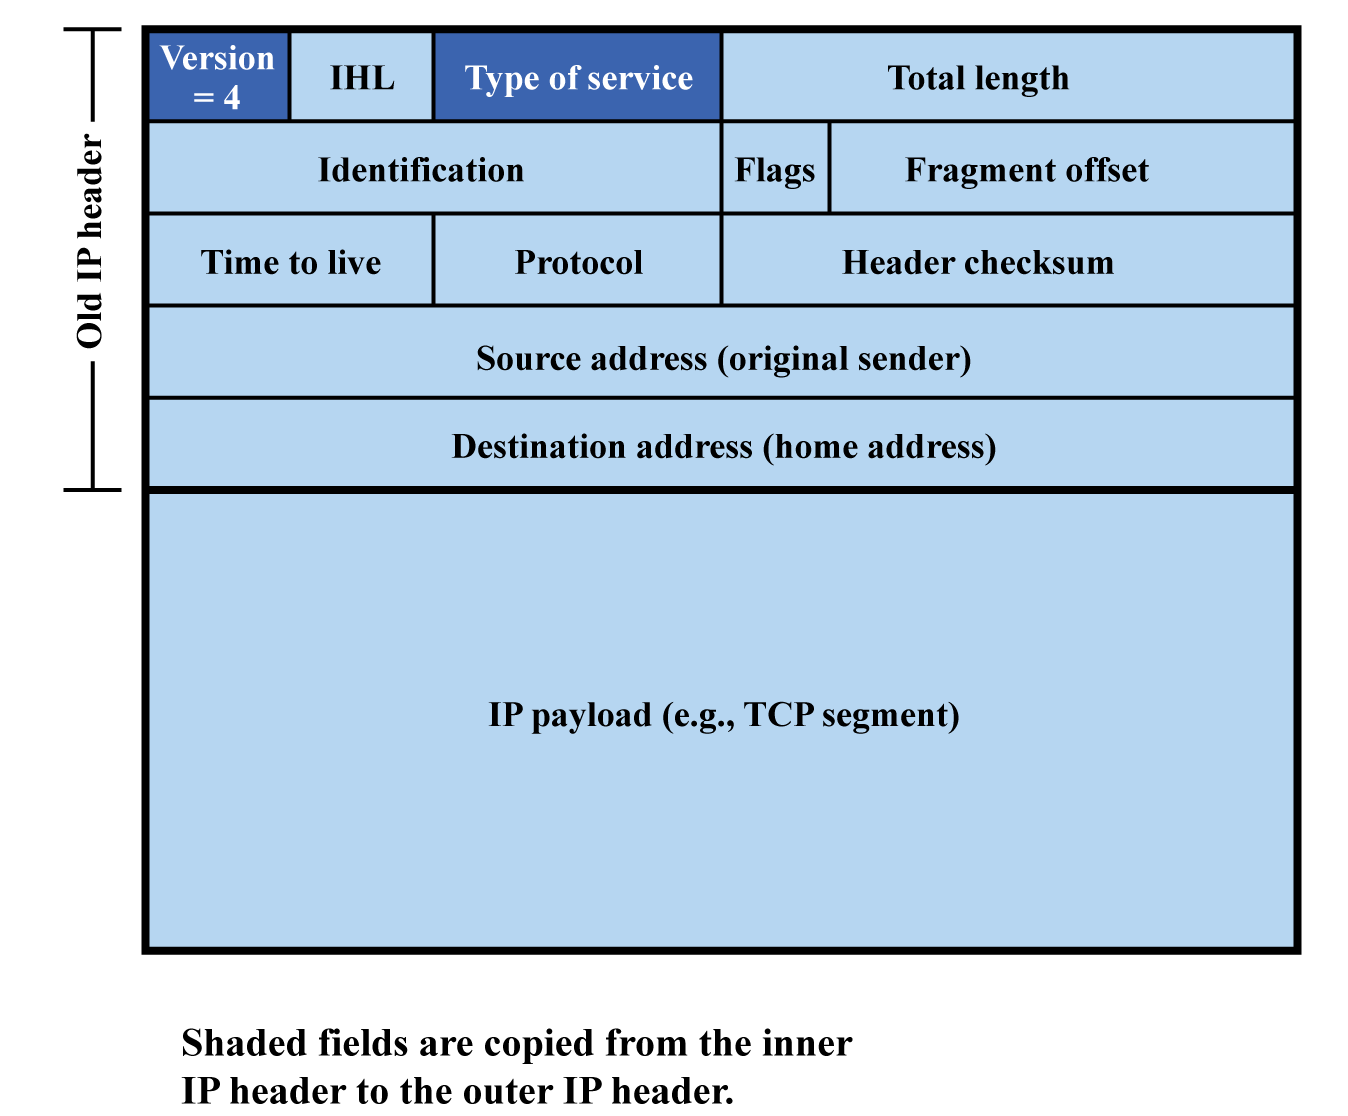 Version
= 4
IHL
Type of service
Total length
Identification
Flags
Fragment offset
Time to live
Protocol
Header checksum
Source address (original sender)
Destination address (home address)
Old IP header
IP payload (e.g., TCP segment)
Shaded fields are copied from the inner
IP header to the outer IP header.